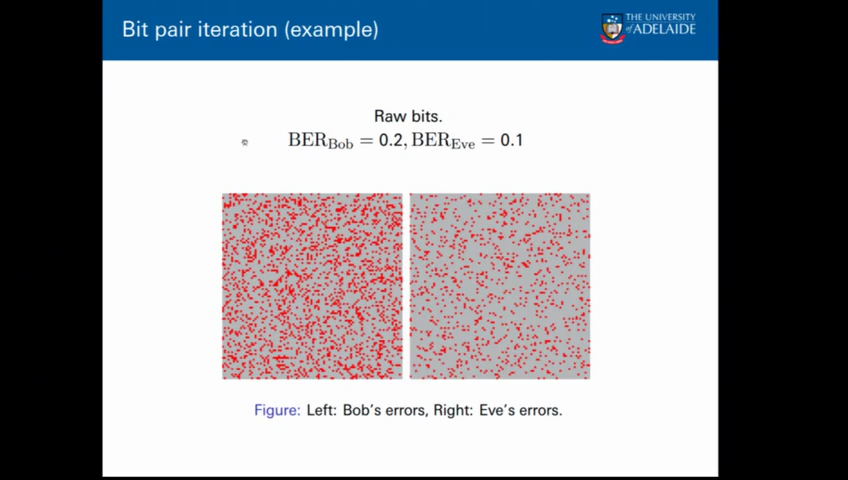 Bit pair iteration (example)
THE UNIVERSITY
of ADELAIDE
Raw bits.
BER_Bob = 0.2, BER_Eve = 0.1
Figure: Left: Bob's errors, Right: Eve's errors.